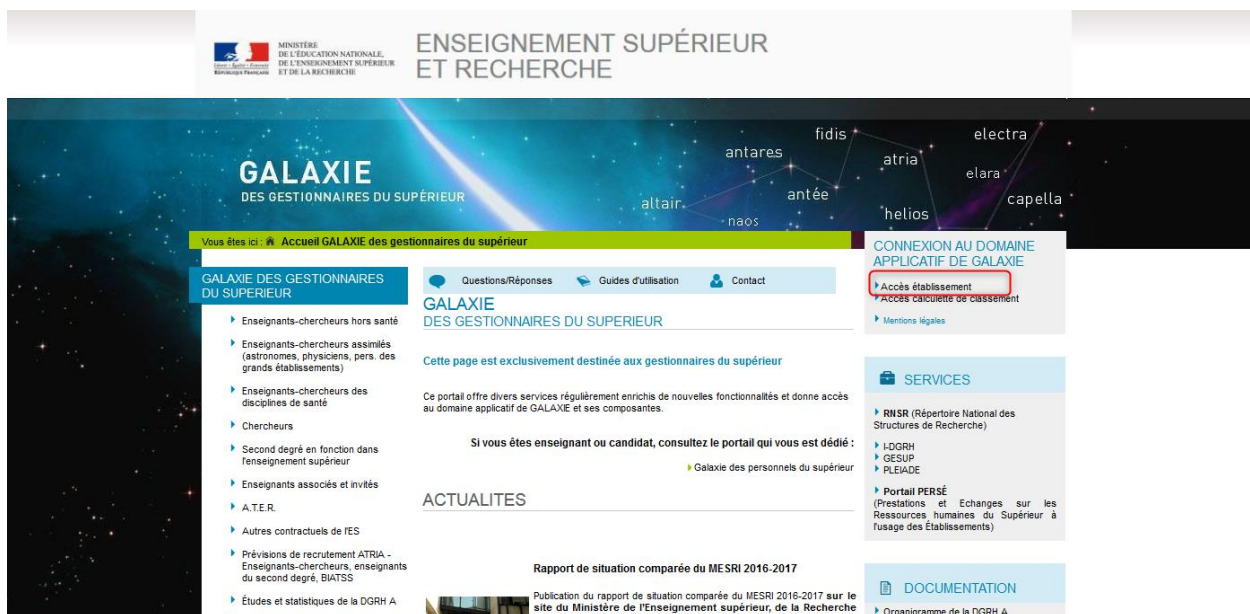 MINISTÈRE
DE L'ÉDUCATION NATIONALE,
DE L'ENSEIGNEMENT SUPÉRIEUR
ET DE LA RECHERCHE
Liberté • Égalité • Fraternité
RÉPUBLIQUE FRANÇAISE
ENSEIGNEMENT SUPÉRIEUR
ET RECHERCHE
GALAXIE
DES GESTIONNAIRES DU SUPÉRIEUR
altair
naos
antares
antée
fidis
atria
helios
electra
elara
capella
Vous êtes ici : Accueil GALAXIE des gestionnaires du supérieur
GALAXIE DES GESTIONNAIRES
DU SUPERIEUR
Enseignants-chercheurs hors santé
Enseignants-chercheurs assimilés
(astronomes, physiciens, pers. des
grands établissements)
Enseignants-chercheurs des
disciplines de santé
Chercheurs
Second degré en fonction dans
l'enseignement supérieur
Enseignants associés et invités
A.T.E.R.
Autres contractuels de l'ES
Prévisions de recrutement ATRIA -
Enseignants-chercheurs, enseignants
du second degré, BIATSS
Études et statistiques de la DGRH A
Questions/Réponses
Guides d'utilisation
Contact
GALAXIE
DES GESTIONNAIRES DU SUPERIEUR
Cette page est exclusivement destinée aux gestionnaires du supérieur
Ce portail offre divers services régulièrement enrichis de nouvelles fonctionnalités et donne accès
au domaine applicatif de GALAXIE et ses composantes.
Si vous êtes enseignant ou candidat, consultez le portail qui vous est dédié :
Galaxie des personnels du supérieur
ACTUALITES
Rapport de situation comparée du MESRI 2016-2017
Publication du rapport de situation comparée du MESRI 2016-2017 sur le
site du Ministère de l'Enseignement supérieur, de la Recherche
CONNEXION AU DOMAINE
APPLICATIF DE GALAXIE
Accès établissement
Accès calculette de classement
Mentions légales
SERVICES
RNSR (Répertoire National des
Structures de Recherche)
I-DGRH
GESUP
PLEIADE
Portail PERSÉ
(Prestations et Echanges sur les
Ressources humaines du Supérieur à
l'usage des Établissements)
DOCUMENTATION
Organigramme de la DGRH A